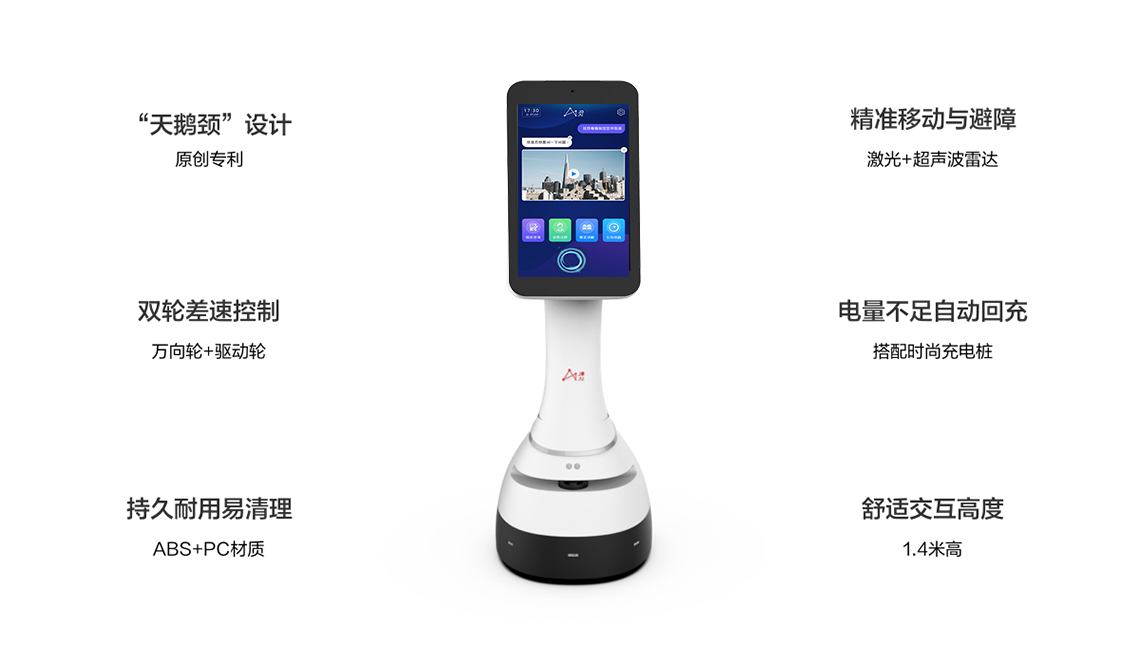 “天鹅颈”设计
原创专利
双轮差速控制
万向轮+驱动轮
持久耐用易清理
ABS+PC材质
17:30
精准移动与避障
激光+超声波雷达
电量不足自动回充
搭配时尚充电桩
舒适交互高度
1.4米高